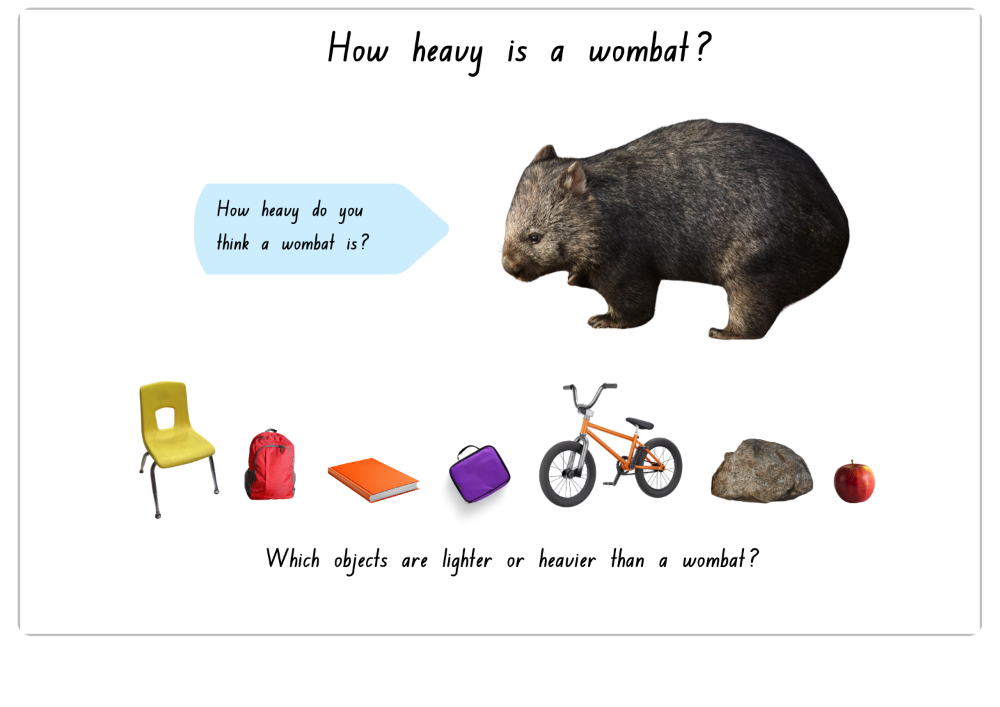 How heavy is a wombat?
How heavy do you
think a wombat is?
Which objects are lighter or heavier than a wombat?